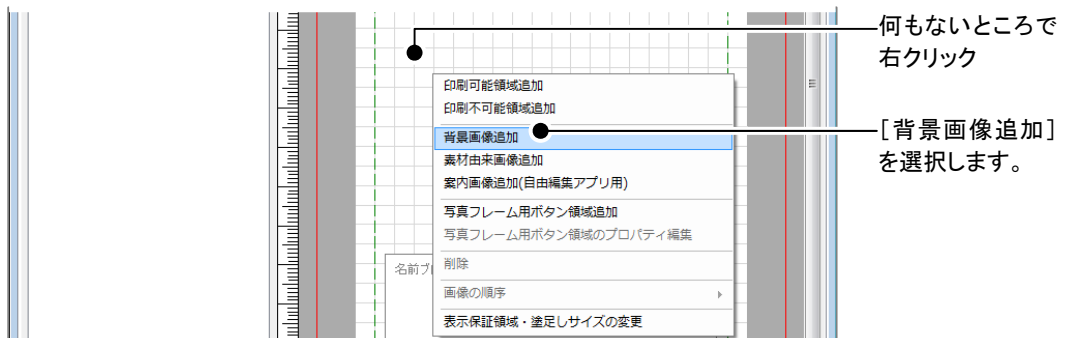 何もないところで
右クリック
印刷可能領域追加
印刷不可能領域追加
背景画像追加
［背景画像追加］
を選択します。
素材由来画像追加
案内画像追加(自由編集アプリ用)
写真フレーム用ボタン領域追加
写真フレーム用ボタン領域のプロパティ編集
名前ブ
削除
画像の順序
表示保証領域・塗足しサイズの変更